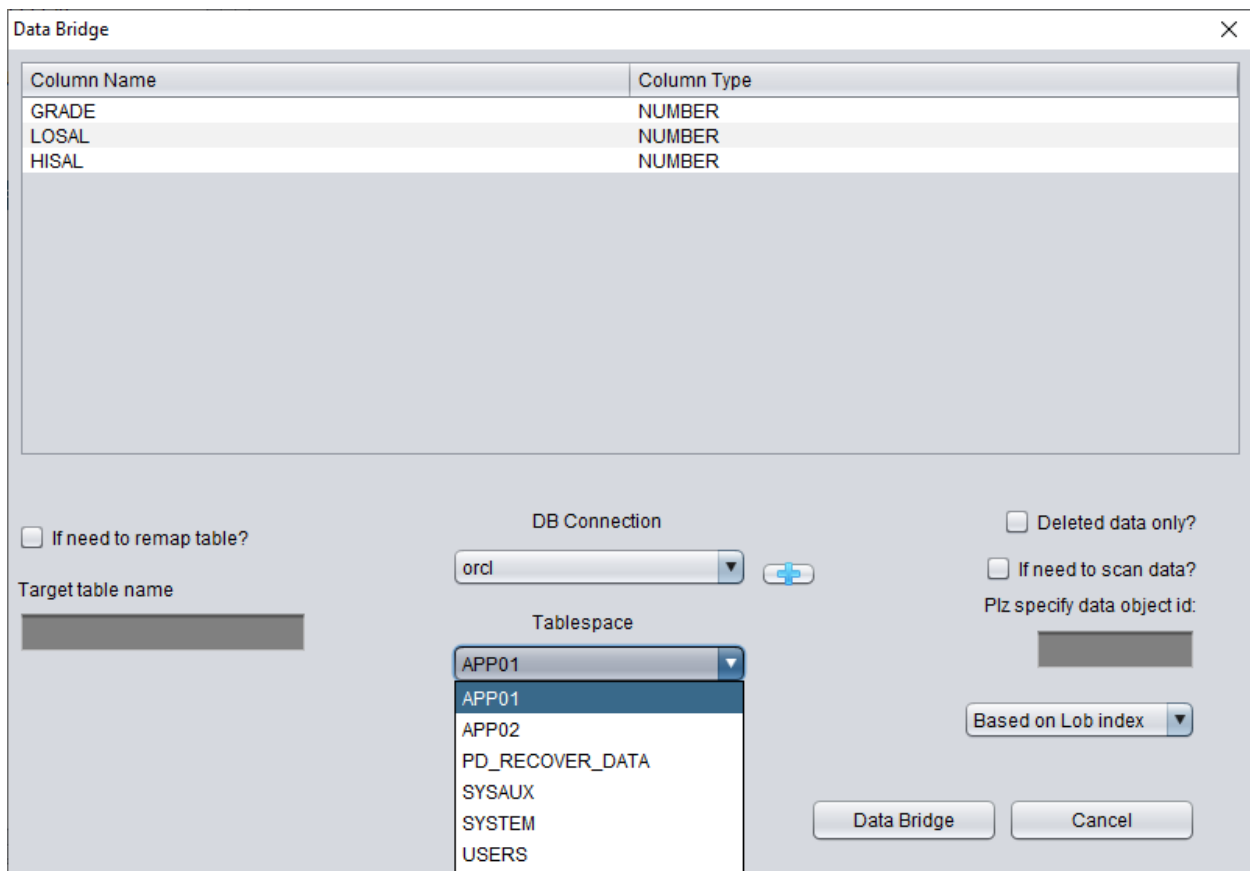 Data Bridge
Column Name Column Type
GRADE NUMBER
LOSAL NUMBER
HISAL NUMBER
If need to remap table?
Target table name
DB Connection
orcl
Tablespace
APP01
APP01
APP02
PD_RECOVER_DATA
SYSAUX
SYSTEM
USERS
Deleted data only?
If need to scan data?
Plz specify data object id:
Based on Lob index
Data Bridge Cancel